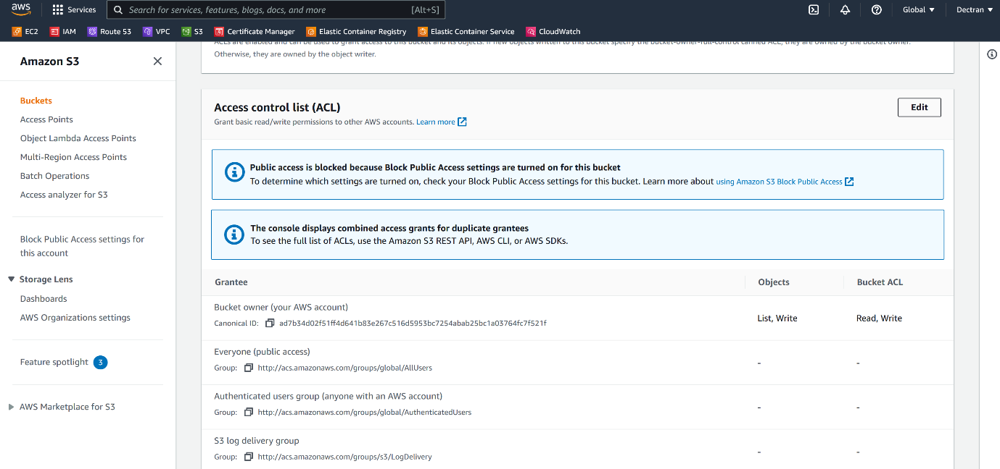 aws
Services
Search for services, features, blogs, docs, and more [Alt+S]
Global ▼
Dectran ▼
EC2
IAM
Route 53
VPC
S3
Certificate Manager
Elastic Container Registry
Elastic Container Service
CloudWatch
Amazon S3
Buckets
Access Points
Object Lambda Access Points
Multi-Region Access Points
Batch Operations
Access analyzer for S3
Block Public Access settings for
this account
Storage Lens
Dashboards
AWS Organizations settings
Feature spotlight 3
AWS Marketplace for S3
ACLs are enabled and can be used to grant access to this bucket and its objects. If new objects written to this bucket specify the bucket-owner-full-control canned ACL, they are owned by the bucket owner.
Otherwise, they are owned by the object writer.
Access control list (ACL)
Edit
Grant basic read/write permissions to other AWS accounts. Learn more
Public access is blocked because Block Public Access settings are turned on for this bucket
To determine which settings are turned on, check your Block Public Access settings for this bucket. Learn more about using Amazon S3 Block Public Access
The console displays combined access grants for duplicate grantees
To see the full list of ACLs, use the Amazon S3 REST API, AWS CLI, or AWS SDKs.
Grantee Objects Bucket ACL
Bucket owner (your AWS account)
Canonical ID: ad7b34d02f51ff4d641b83e267c516d5953bc7254abab25bc1a03764fc7f521f
List, Write Read, Write
Everyone (public access)
Group: http://acs.amazonaws.com/groups/global/AllUsers
- -
Authenticated users group (anyone with an AWS account)
Group: http://acs.amazonaws.com/groups/global/AuthenticatedUsers
- -
S3 log delivery group
Group: http://acs.amazonaws.com/groups/s3/LogDelivery
- -